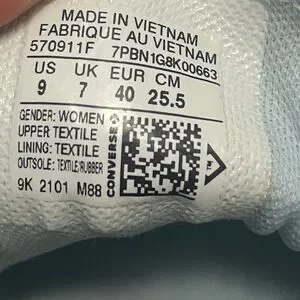 MADE IN VIETNAM
FABRIQUE AU VIETNAM
570911F 7PBN1G8K00663
US UK EUR CM
9 7 40 25.5
GENDER: WOMEN
UPPER: TEXTILE
LINING: TEXTILE
OUTSOLE: TEXTILE/RUBBER
9K 2101 M88
CONVERSE